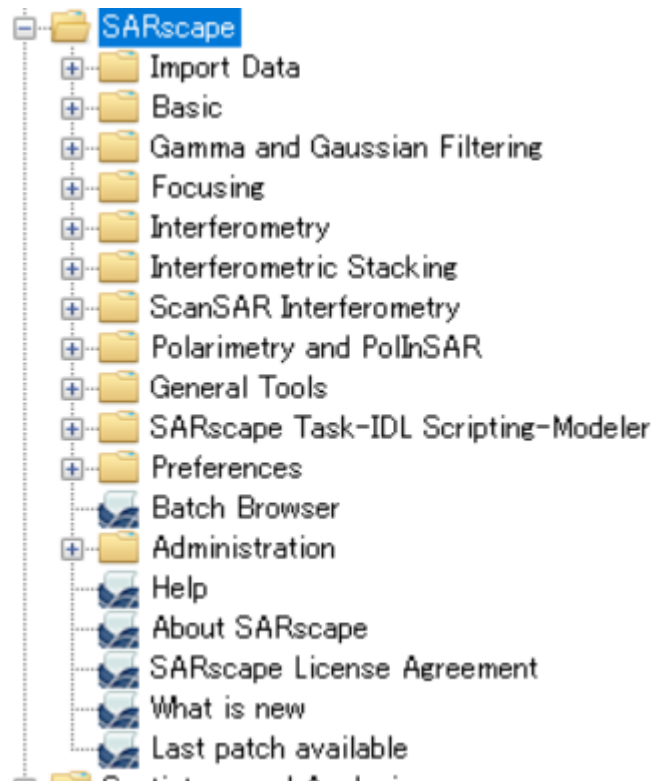 SARscape
Import Data
Basic
Gamma and Gaussian Filtering
Focusing
Interferometry
Interferometric Stacking
ScanSAR Interferometry
Polarimetry and PolInSAR
General Tools
SARscape Task-IDL Scripting-Modeler
Preferences
Batch Browser
Administration
Help
About SARscape
SARscape License Agreement
What is new
Last patch available